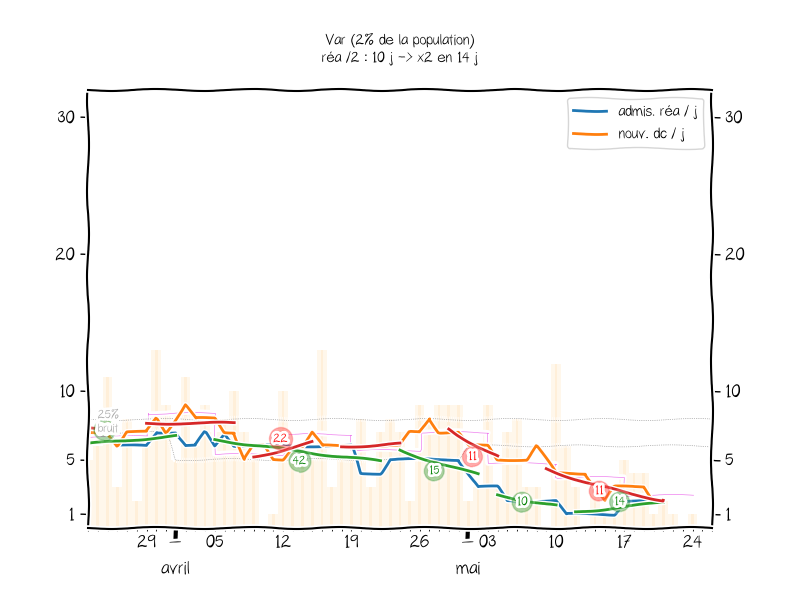 Var (2% de la population)
réa /2 : 10 j -> x2 en 14 j
admis. réa / j
nouv. dc / j
30 30
20 20
10 10
25%
bruit
22
42
15
11
10
11
14
5 5
1 1
29 05 12 19 26 03 10 17 24
avril mai